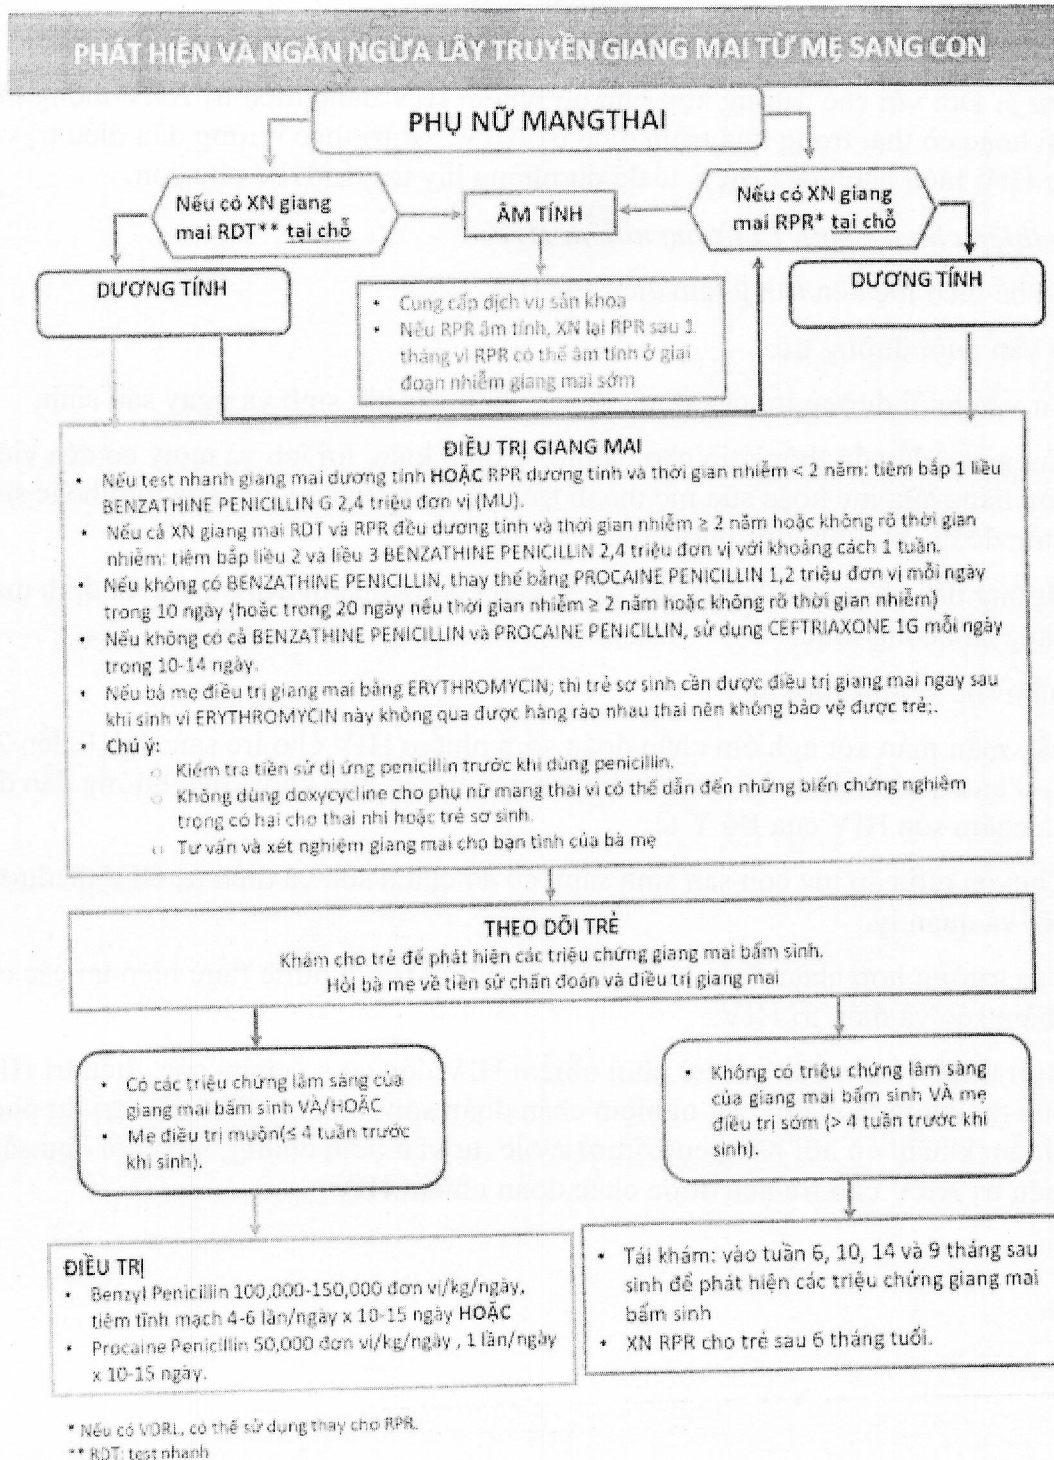 PHÁT HIỆN VÀ NGĂN NGỪA LÂY TRUYỀN GIANG MAI TỪ MẸ SANG CON
PHỤ NỮ MANGTHAI
Nếu có XN giang
mai RDT** tại chỗ
ÂM TÍNH
Nếu có XN giang
mai RPR* tại chỗ
DƯƠNG TÍNH
DƯƠNG TÍNH
• Cung cấp dịch vụ sản khoa
• Nếu RPR âm tính, XN lại RPR sau 1
tháng vì RPR có thể âm tính ở giai
đoạn nhiễm giang mai sớm
ĐIỀU TRỊ GIANG MAI
• Nếu test nhanh giang mai dương tính HOẶC RPR dương tính và thời gian nhiễm < 2 năm: tiêm bắp 1 liều
BENZATHINE PENICILLIN G 2,4 triệu đơn vị (MU).
• Nếu cả XN giang mai RDT và RPR đều dương tính và thời gian nhiễm ≥ 2 năm hoặc không rõ thời gian
nhiễm: tiêm bắp liều 2 và liều 3 BENZATHINE PENICILLIN 2,4 triệu đơn vị với khoảng cách 1 tuần.
• Nếu không có BENZATHINE PENICILLIN, thay thế bằng PROCAINE PENICILLIN 1,2 triệu đơn vị mỗi ngày
trong 10 ngày (hoặc trong 20 ngày nếu thời gian nhiễm ≥ 2 năm hoặc không rõ thời gian nhiễm)
• Nếu không có cả BENZATHINE PENICILLIN và PROCAINE PENICILLIN, sử dụng CEFTRIAXONE 1G mỗi ngày
trong 10-14 ngày.
• Nếu bà mẹ điều trị giang mai bằng ERYTHROMYCIN; thì trẻ sơ sinh cần được điều trị giang mai ngay sau
khi sinh vì ERYTHROMYCIN này không qua được hàng rào nhau thai nên không bảo vệ được trẻ;.
• Chú ý:
o Kiểm tra tiền sử dị ứng penicillin trước khi dùng penicillin.
o Không dùng doxycycline cho phụ nữ mang thai vì có thể dẫn đến những biến chứng nghiêm
trọng có hại cho thai nhi hoặc trẻ sơ sinh.
o Tư vấn và xét nghiệm giang mai cho bạn tình của bà mẹ
THEO DÕI TRẺ
Khám cho trẻ để phát hiện các triệu chứng giang mai bẩm sinh.
Hỏi bà mẹ về tiền sử chẩn đoán và điều trị giang mai
• Có các triệu chứng lâm sàng của
giang mai bẩm sinh VÀ/HOẶC
• Mẹ điều trị muộn(≤ 4 tuần trước
khi sinh).
• Không có triệu chứng lâm sàng
của giang mai bẩm sinh VÀ mẹ
điều trị sớm (> 4 tuần trước khi
sinh).
ĐIỀU TRỊ
• Benzyl Penicillin 100,000-150,000 đơn vị/kg/ngày,
tiêm tĩnh mạch 4-6 lần/ngày x 10-15 ngày HOẶC
• Procaine Penicillin 50,000 đơn vị/kg/ngày , 1 lần/ngày
x 10-15 ngày.
• Tái khám: vào tuần 6, 10, 14 và 9 tháng sau
sinh để phát hiện các triệu chứng giang mai
bẩm sinh
• XN RPR cho trẻ sau 6 tháng tuổi.
* Nếu có VDRL, có thể sử dụng thay cho RPR.
** RDT: test nhanh